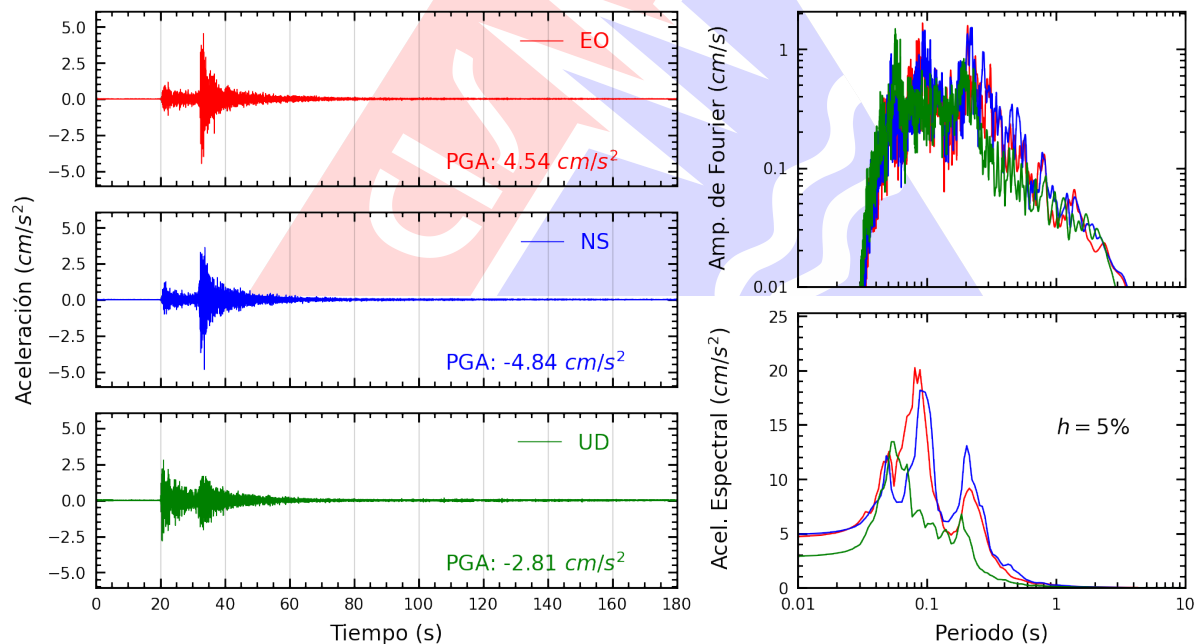 Aceleración (cm/s²)
5.0
2.5
0.0
−2.5
−5.0
EO
PGA: 4.54 cm/s²
5.0
2.5
0.0
−2.5
−5.0
NS
PGA: -4.84 cm/s²
5.0
2.5
0.0
−2.5
−5.0
UD
PGA: -2.81 cm/s²
0 20 40 60 80 100 120 140 160 180
Tiempo (s)
Amp. de Fourier (cm/s)
1
0.1
0.01
Acel. Espectral (cm/s²)
25
20
15
10
5
0
h = 5%
0.01 0.1 1 10
Periodo (s)
CISMID